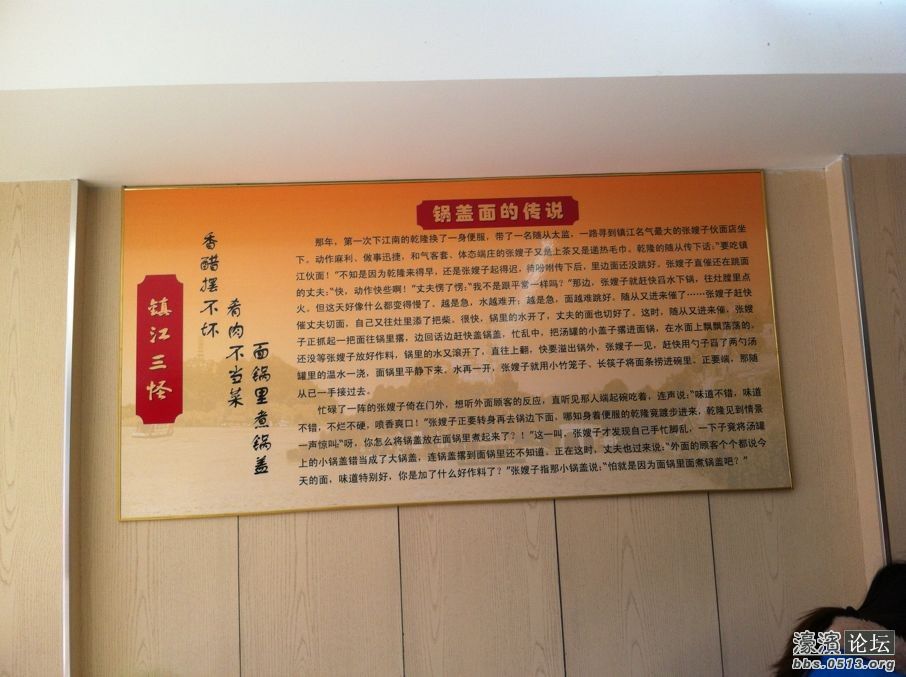 锅盖面的传说
镇江三怪
香醋摆不坏
肴肉不当菜
面锅里煮锅盖
那年，第一次下江南的乾隆换了一身便服，带了一名随从太监，一路寻到镇江名气最大的张嫂子伙面店坐
下。动作麻利、做事迅捷，和气客套、体态端庄的张嫂子又是上茶又是递热毛巾。乾隆的随从传下话：“要吃镇
江伙面！”不知是因为乾隆来得早，还是张嫂子起得迟，待吩咐传下后，里边面还没跳好。张嫂子直催还在跳面
的丈夫：“快，动作快些啊！”丈夫愣了愣：“我不是跟平常一样吗？”那边，张嫂子就赶快舀水下锅，往灶膛里点
火。但这天好像什么都变得慢了，越是急，水越难开；越是急，面越难跳好。随从又进来催了……张嫂子赶快
催丈夫切面，自己又往灶里添了把柴。很快，锅里的水开了，丈夫的面也切好了。这时，随从又进来催，张嫂
子正抓起一把面往锅里撂，边回话边赶快盖锅盖，忙乱中，把汤罐的小盖子撂进面锅，在水面上飘飘荡荡的。
还没等张嫂子放好作料，锅里的水又滚开了，直往上翻，快要溢出锅外，张嫂子一见，赶快用勺子舀了两勺汤
罐里的温水一浇，面锅里平静下来。水再一开，张嫂子就用小竹笼子、长筷子将面条捞进碗里。正要端，那随
从已一手接过去。
忙碌了一阵的张嫂子倚在门外，想听外面顾客的反应，直听见那人端起碗吃着，连声说：“味道不错，味道
不错，不烂不硬，喷香爽口！”张嫂子正要转身再去锅边下面，哪知身着便服的乾隆竟踱步进来，乾隆见到情景
一声惊叫：“呀，你怎么将锅盖放在面锅里煮起来了？！”这一叫，张嫂子才发现自己手忙脚乱，一下子竟将汤罐
上的小锅盖错当成了大锅盖，连锅盖撂到面锅里还不知道。正在这时，丈夫也过来说：“外面的顾客个个都说今
天的面，味道特别好，你是加了什么好作料了？”张嫂子指那小锅盖说：“怕就是因为面锅里面煮锅盖吧？”
濠滨论坛
bbs.0513.org